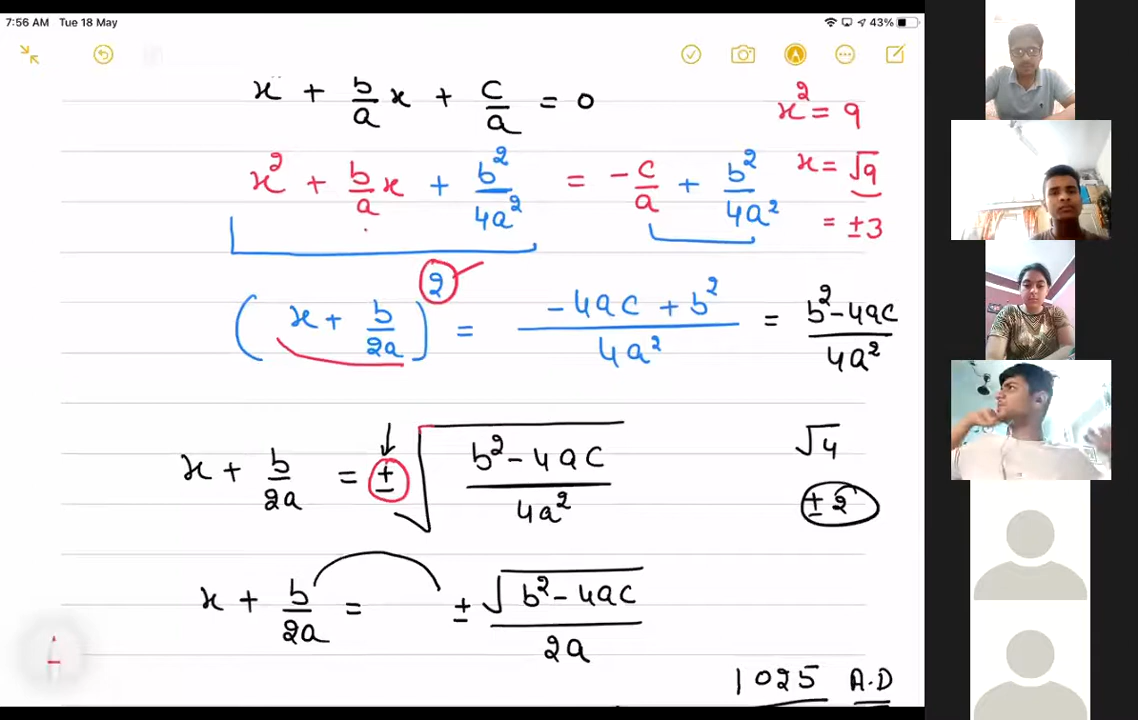 7:56 AM Tue 18 May 43%
x + b/a x + c/a = 0
x² = 9
x² + b/a x + b²/4a² = -c/a + b²/4a²
x = √9
= ±3
(x + b/2a)² = -4ac + b²/4a² = b²-4ac/4a²
x + b/2a = ± √(b²-4ac/4a²)
√4
±2
x + b/2a = ± √(b²-4ac)/2a
1025 A.D